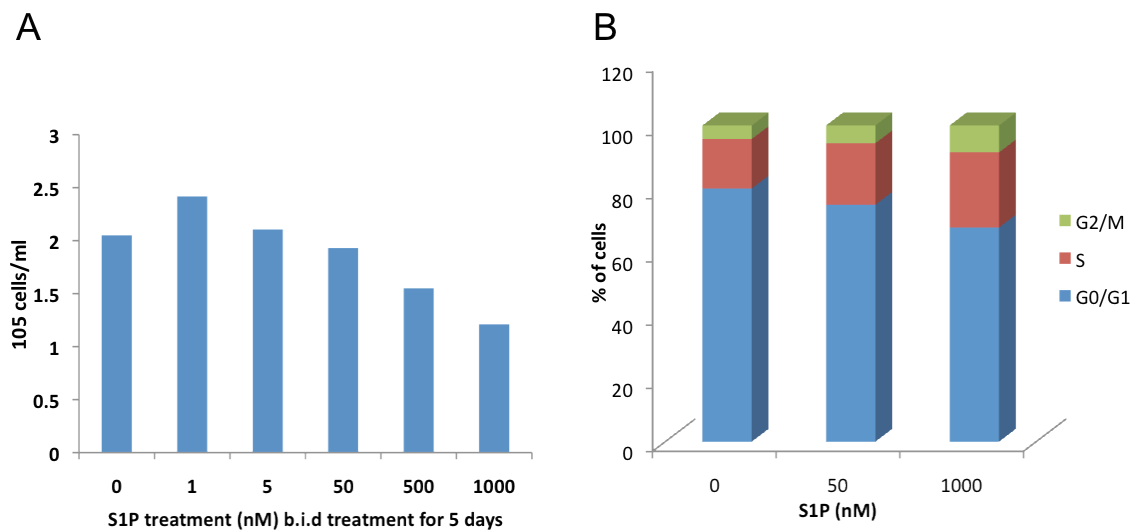 A
3
2.5
2
1.5
1
0.5
0
105 cells/ml
0 1 5 50 500 1000
S1P treatment (nM) b.i.d treatment for 5 days
B
120
100
80
60
40
20
0
% of cells
0 50 1000
S1P (nM)
G2/M
S
G0/G1